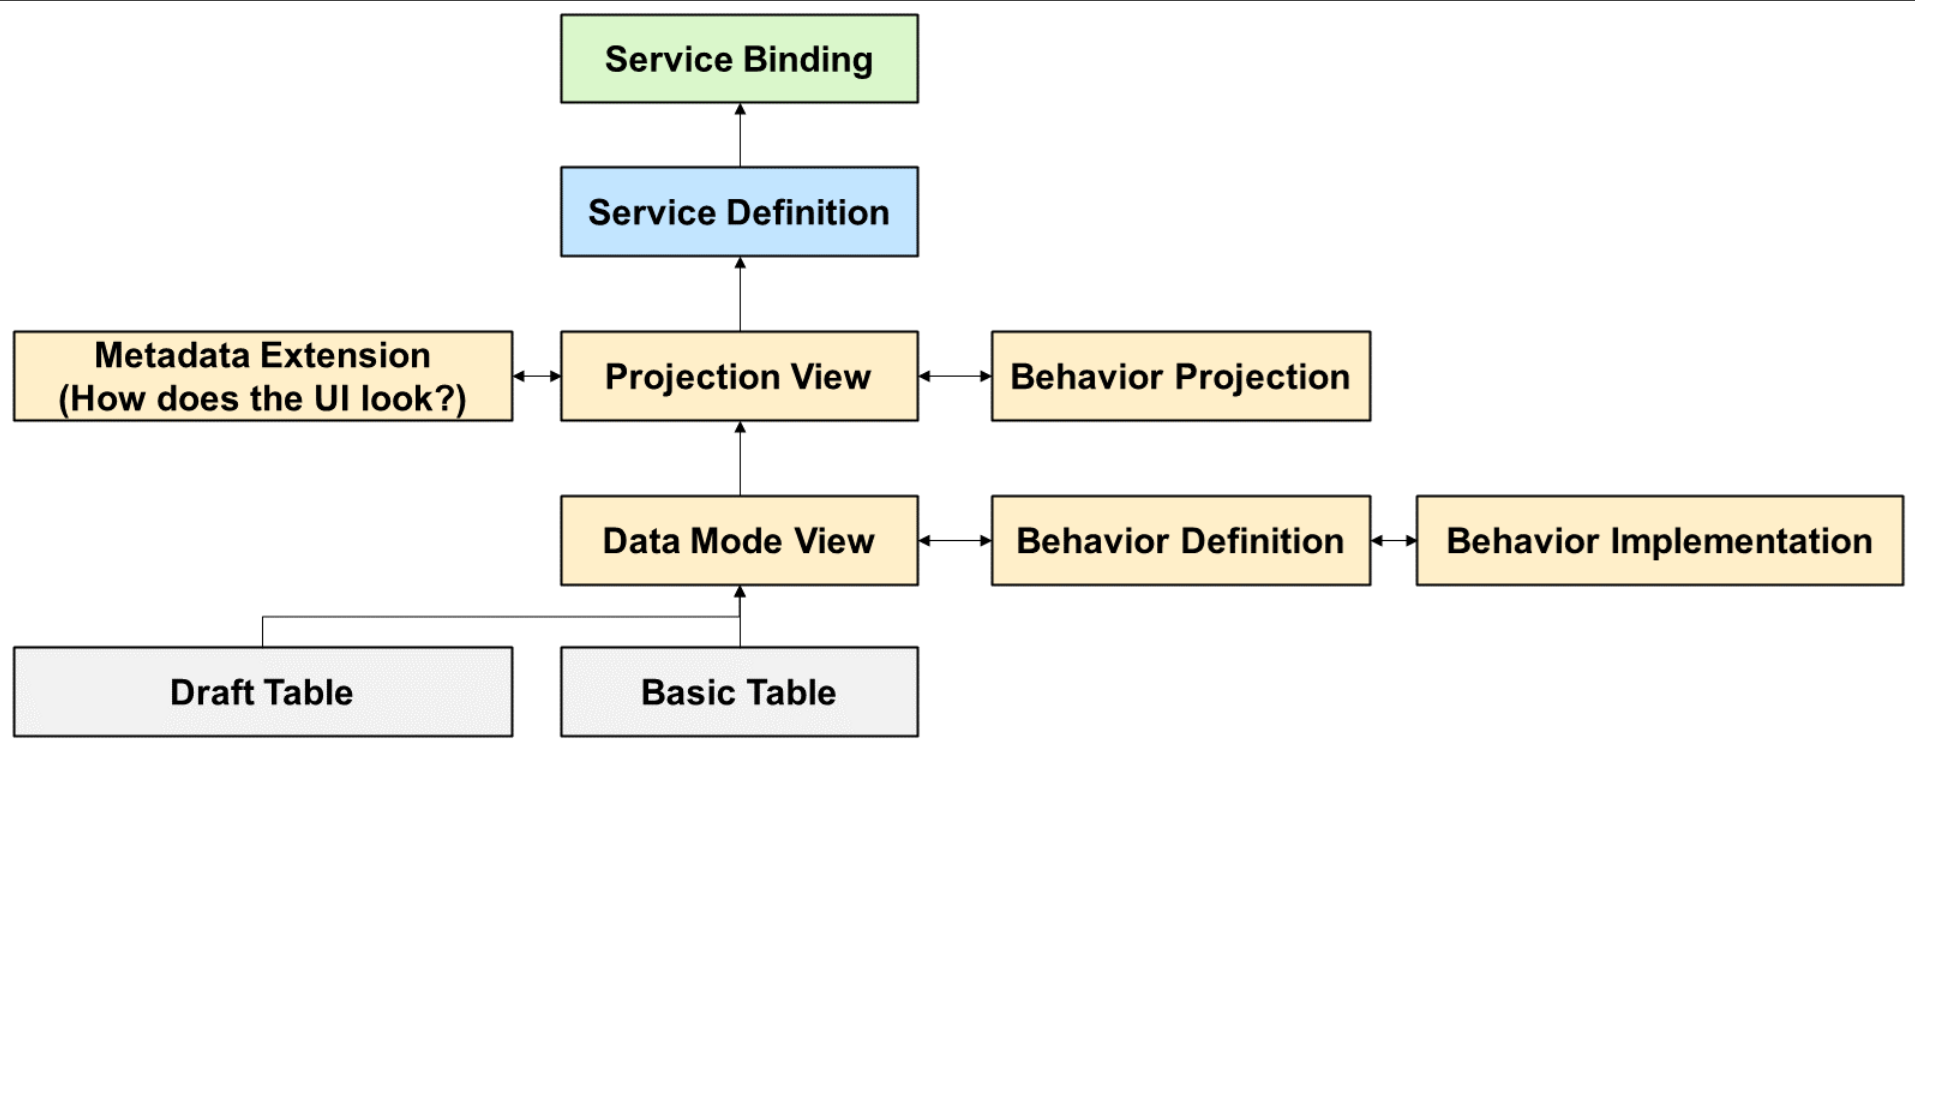 Service Binding
Service Definition
Metadata Extension
(How does the UI look?)
Projection View
Behavior Projection
Data Mode View
Behavior Definition
Behavior Implementation
Draft Table
Basic Table